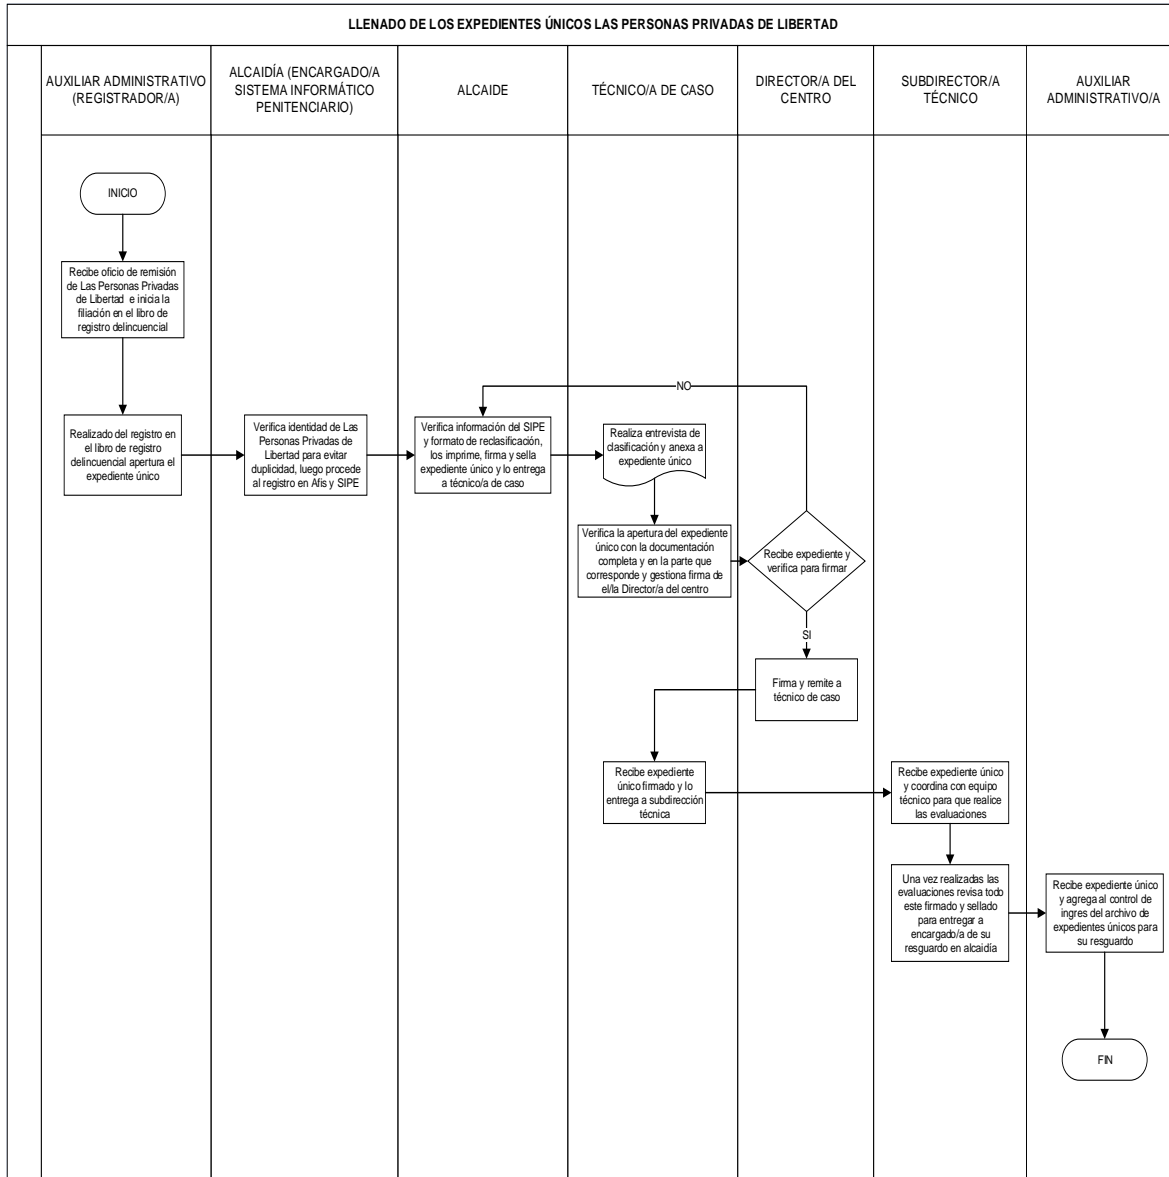 LLENADO DE LOS EXPEDIENTES ÚNICOS LAS PERSONAS PRIVADAS DE LIBERTAD
AUXILIAR ADMINISTRATIVO
(REGISTRADOR/A)
ALCAIDÍA (ENCARGADO/A
SISTEMA INFORMÁTICO
PENITENCIARIO)
ALCAIDE
TÉCNICO/A DE CASO
DIRECTOR/A DEL
CENTRO
SUBDIRECTOR/A
TÉCNICO
AUXILIAR
ADMINISTRATIVO/A
INICIO
Recibe oficio de remisión
de Las Personas Privadas
de Libertad e inicia la
filiación en el libro de
registro delincuencial
Realizado del registro en
el libro de registro
delincuencial apertura el
expediente único
Verifica identidad de Las
Personas Privadas de
Libertad para evitar
duplicidad, luego procede
al registro en Afis y SIPE
Verifica información del SIPE
y formato de reclasificación,
los imprime, firma y sella
expediente único y lo entrega
a técnico/a de caso
Realiza entrevista de
clasificación y anexa a
expediente único
NO
Verifica la apertura del expediente
único con la documentación
completa y en la parte que
corresponde y gestiona firma de
el/la Director/a del centro
Recibe expediente y
verifica para firmar
SI
Firma y remite a
técnico de caso
Recibe expediente
único firmado y lo
entrega a subdirección
técnica
Recibe expediente único
y coordina con equipo
técnico para que realice
las evaluaciones
Una vez realizadas las
evaluaciones revisa todo
este firmado y sellado
para entregar a
encargado/a de su
resguardo en alcaidía
Recibe expediente único
y agrega al control de
ingres del archivo de
expedientes únicos para
su resguardo
FIN